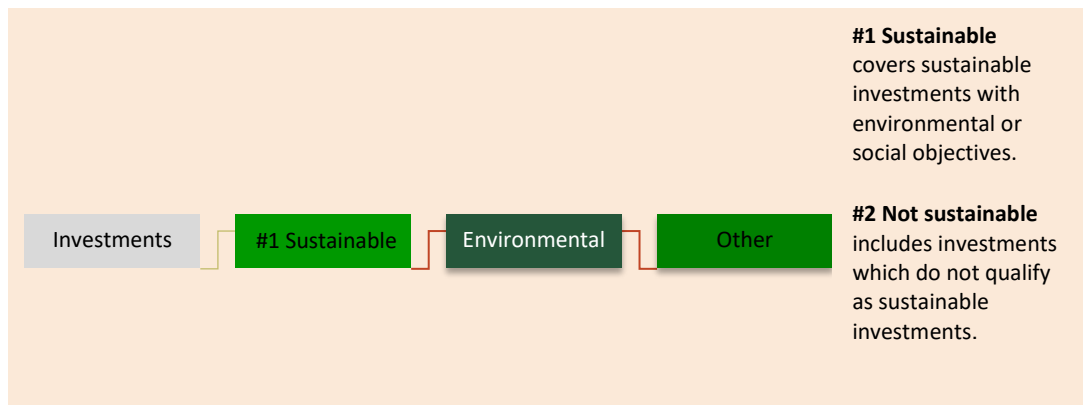 Investments
#1 Sustainable
Environmental
Other
#1 Sustainable
covers sustainable
investments with
environmental or
social objectives.
#2 Not sustainable
includes investments
which do not qualify
as sustainable
investments.